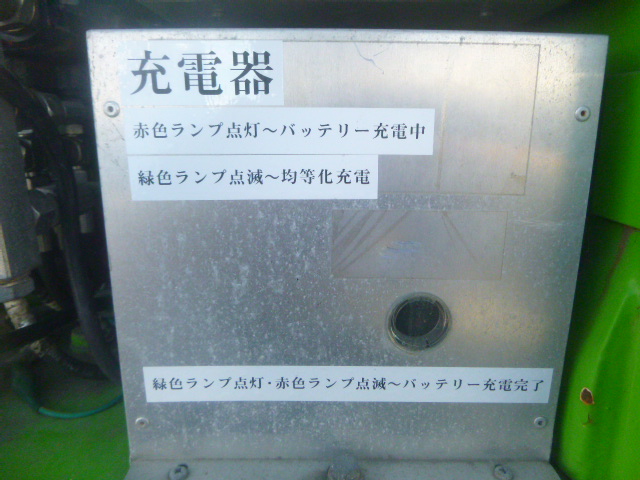 充電器
赤色ランプ点灯～バッテリー充電中
緑色ランプ点滅～均等化充電
緑色ランプ点灯・赤色ランプ点滅～バッテリー充電完了